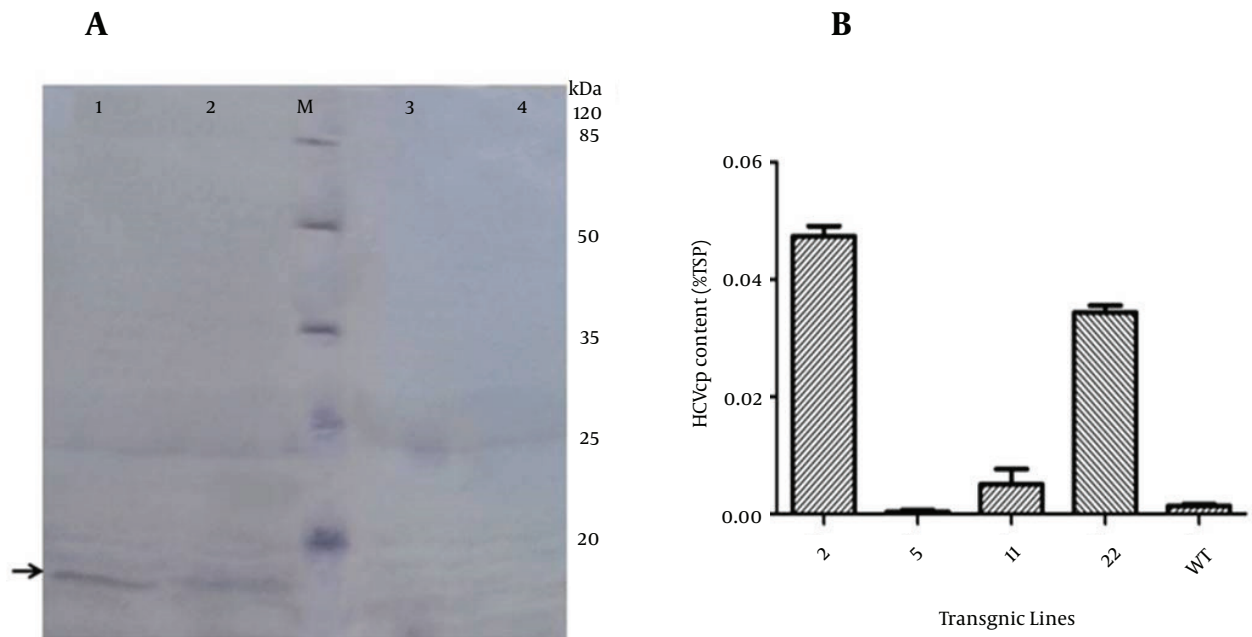 A
1 2 M 3 4
kDa
120
85
50
35
25
20
B
HCVcp content (%TSP)
0.06
0.04
0.02
0.00
2 5 11 22 WT
Transgnic Lines